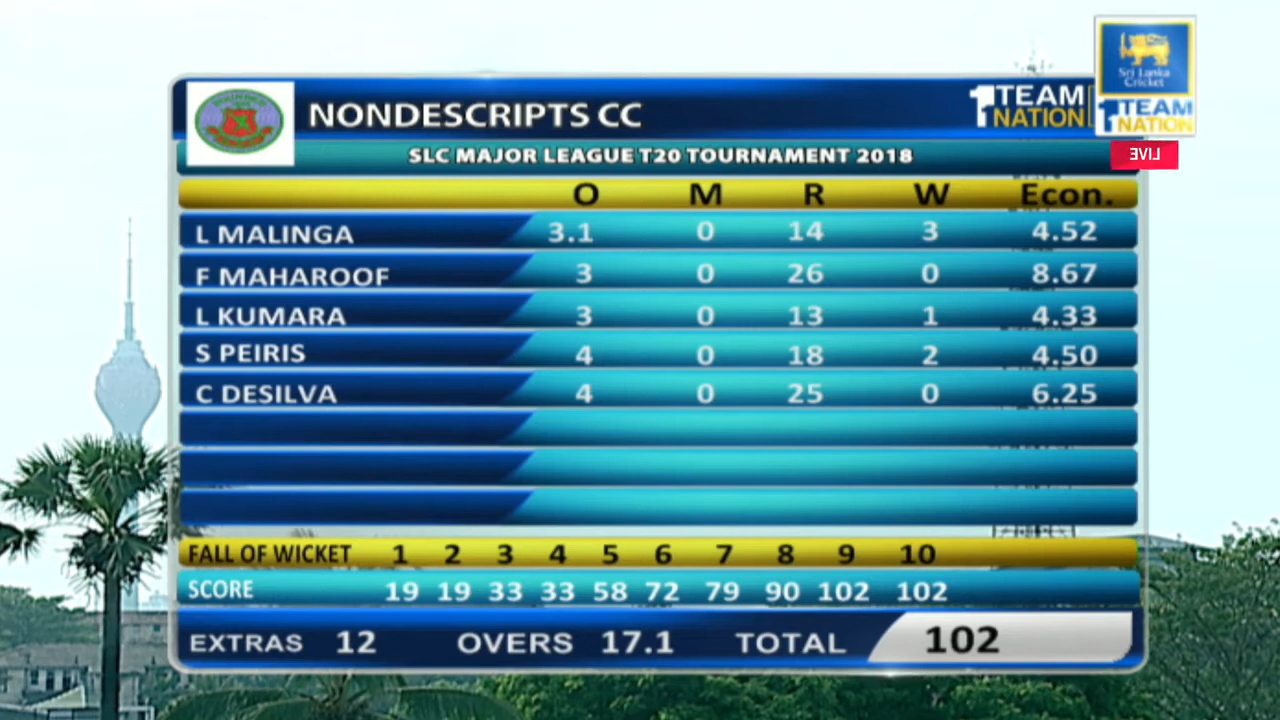 NONDESCRIPTS CC
1 TEAM NATION
Sri Lanka Cricket
1 TEAM NATION
LIVE
SLC MAJOR LEAGUE T20 TOURNAMENT 2018
O M R W Econ.
L MALINGA 3.1 0 14 3 4.52
F MAHAROOF 3 0 26 0 8.67
L KUMARA 3 0 13 1 4.33
S PEIRIS 4 0 18 2 4.50
C DESILVA 4 0 25 0 6.25
FALL OF WICKET 1 2 3 4 5 6 7 8 9 10
SCORE 19 19 33 33 58 72 79 90 102 102
EXTRAS 12 OVERS 17.1 TOTAL 102